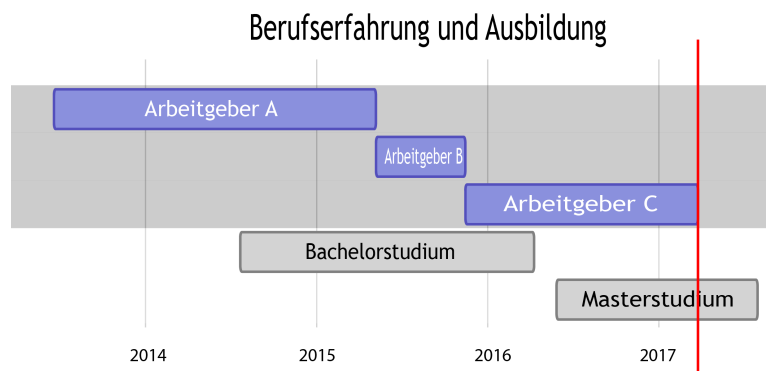 Berufserfahrung und Ausbildung
Arbeitgeber A
Arbeitgeber B
Arbeitgeber C
Bachelorstudium
Masterstudium
2014 2015 2016 2017